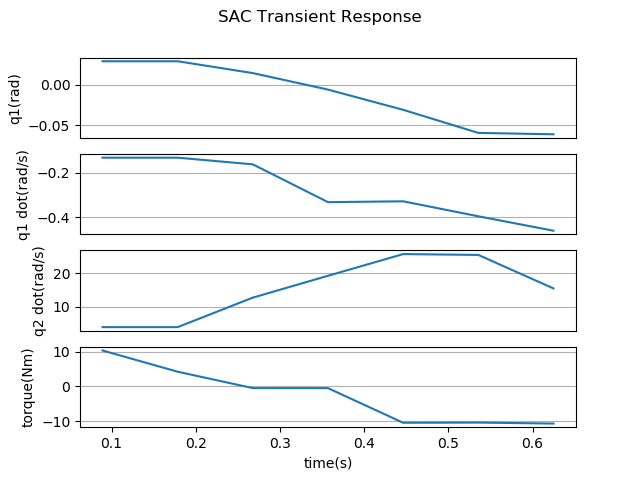 SAC Transient Response
0.00
−0.05
q1(rad)
−0.2
−0.4
q1 dot(rad/s)
20
10
q2 dot(rad/s)
10
0
−10
torque(Nm)
0.1 0.2 0.3 0.4 0.5 0.6
time(s)